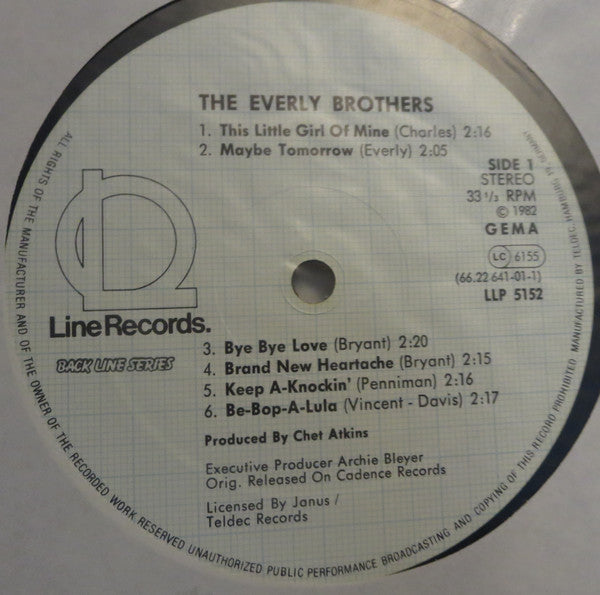 THE EVERLY BROTHERS
1. This Little Girl Of Mine (Charles) 2:16
2. Maybe Tomorrow (Everly) 2:05
SIDE 1
STEREO
33 1/3 RPM
© 1982
GEMA
LC 6155
(66.22 641-01-1)
LLP 5152
Line Records.
BACK LINE SERIES
3. Bye Bye Love (Bryant) 2:20
4. Brand New Heartache (Bryant) 2:15
5. Keep A-Knockin' (Penniman) 2:16
6. Be-Bop-A-Lula (Vincent - Davis) 2:17
Produced By Chet Atkins
Executive Producer Archie Bleyer
Orig. Released On Cadence Records
Licensed By Janus /
Teldec Records
ALL RIGHTS OF THE MANUFACTURER AND OF THE OWNER OF THE RECORDED WORK RESERVED UNAUTHORIZED PUBLIC PERFORMANCE BROADCASTING AND COPYING OF THIS RECORD PROHIBITED MANUFACTURED BY TELDEC HAMBURG 19, GERMANY